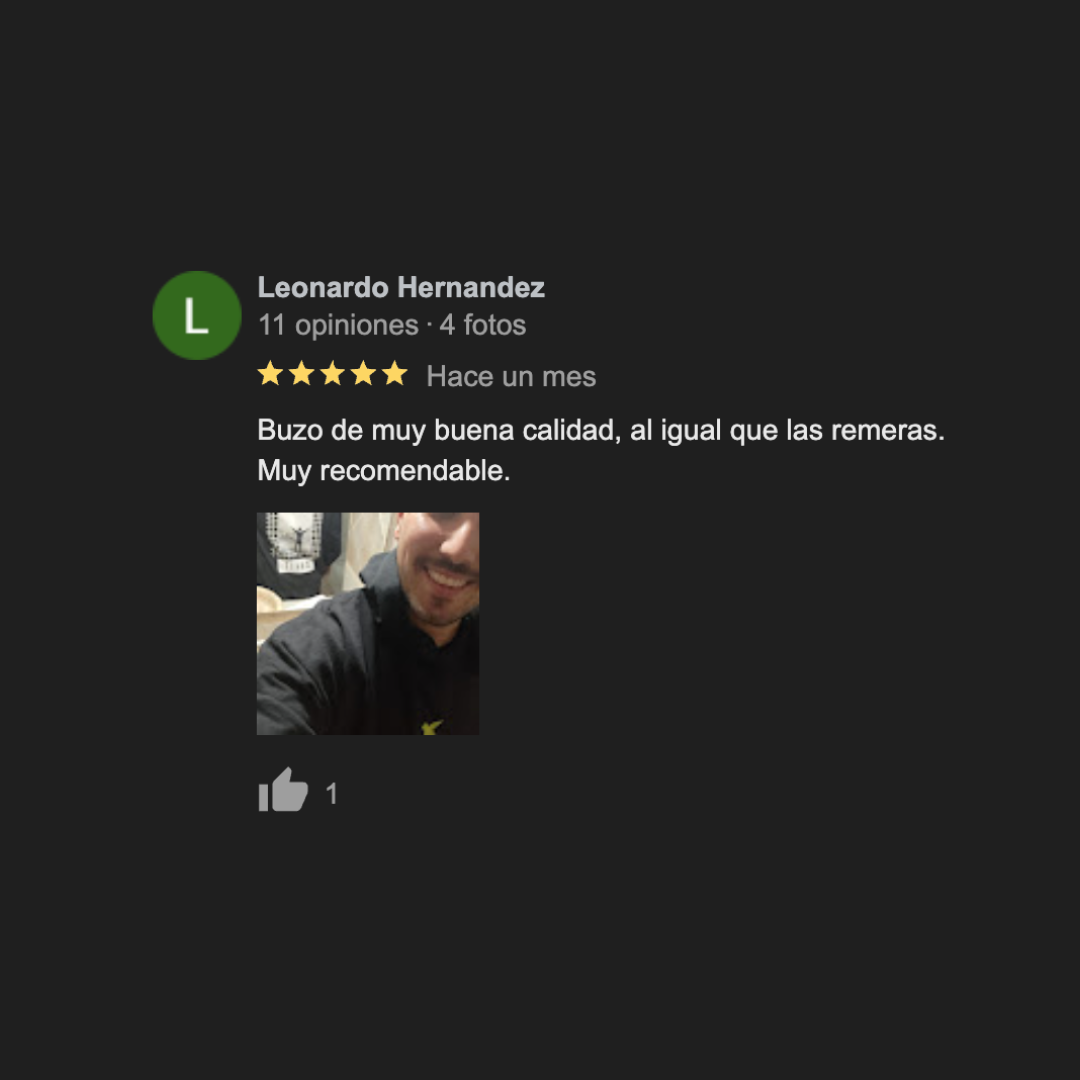 L
Leonardo Hernandez
11 opiniones · 4 fotos
Hace un mes
Buzo de muy buena calidad, al igual que las remeras.
Muy recomendable.
1